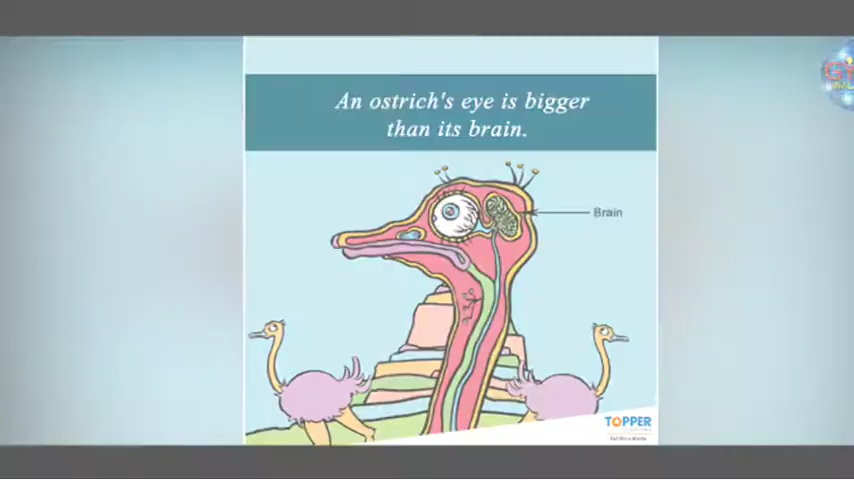 An ostrich's eye is bigger
than its brain.
Brain
TOPPER